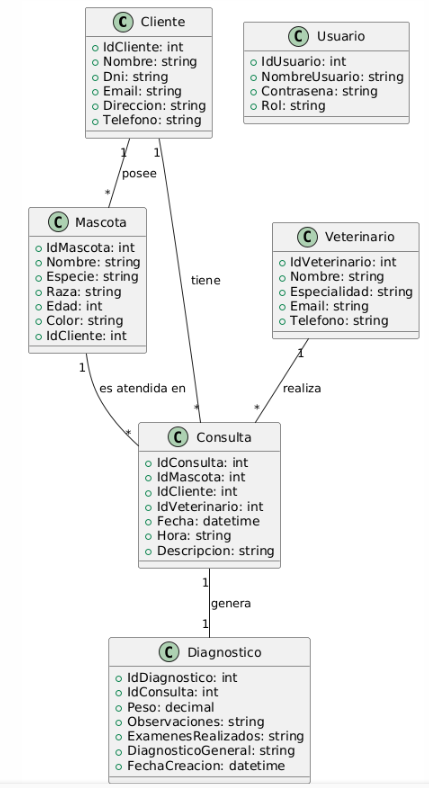 C Cliente
IdCliente: int
Nombre: string
Dni: string
Email: string
Direccion: string
Telefono: string
C Usuario
IdUsuario: int
NombreUsuario: string
Contrasena: string
Rol: string
1
1
posee
*
C Mascota
IdMascota: int
Nombre: string
Especie: string
Raza: string
Edad: int
Color: string
IdCliente: int
tiene
C Veterinario
IdVeterinario: int
Nombre: string
Especialidad: string
Email: string
Telefono: string
1
es atendida en
*
*
1
realiza
*
C Consulta
IdConsulta: int
IdMascota: int
IdCliente: int
IdVeterinario: int
Fecha: datetime
Hora: string
Descripcion: string
1
genera
1
C Diagnostico
IdDiagnostico: int
IdConsulta: int
Peso: decimal
Observaciones: string
ExamenesRealizados: string
DiagnosticoGeneral: string
FechaCreacion: datetime